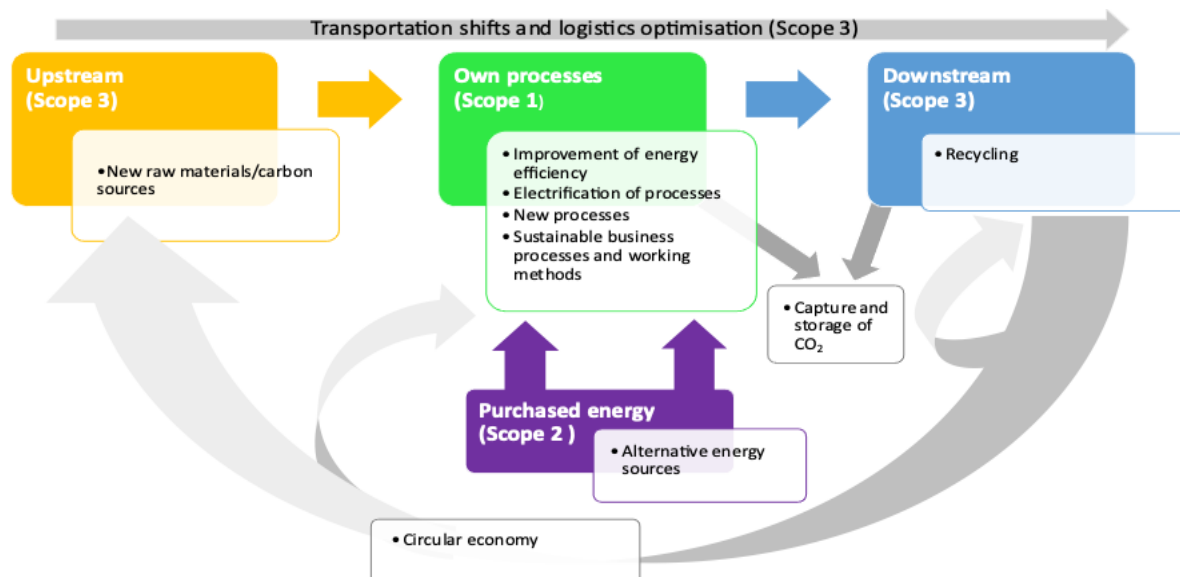 Transportation shifts and logistics optimisation (Scope 3)
Upstream
(Scope 3)
•New raw materials/carbon
sources
Own processes
(Scope 1)
•Improvement of energy
efficiency
•Electrification of processes
•New processes
•Sustainable business
processes and working
methods
Downstream
(Scope 3)
•Recycling
•Capture and
storage of
CO₂
Purchased energy
(Scope 2 )
•Alternative energy
sources
•Circular economy